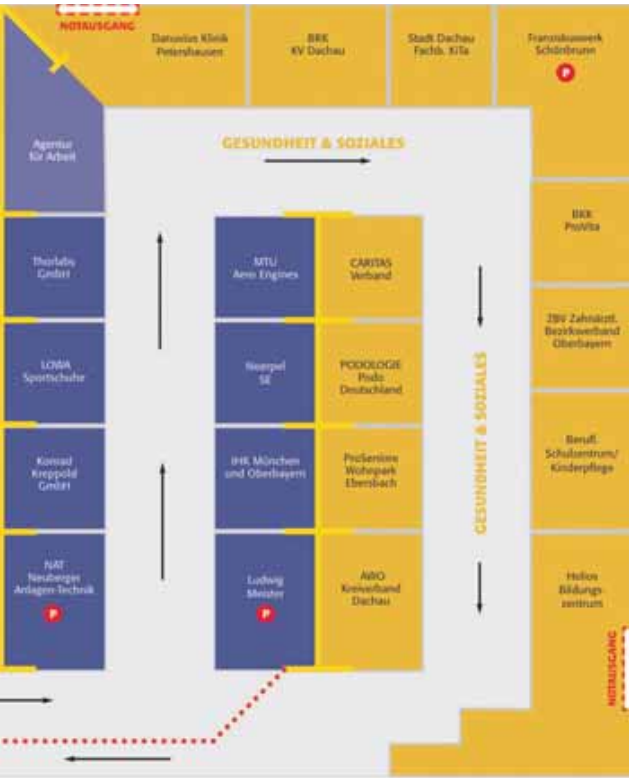 NOTAUSGANG
Danuvius Klinik
Petershausen
BRK
KV Dachau
Stadt Dachau
Fachb. KiTa
Franziskuswerk
Schönbrunn
P
Agentur
für Arbeit
GESUNDHEIT & SOZIALES
BKK
ProVita
Thorlabs
GmbH
MTU
Aero Engines
CARITAS
Verband
ZBV Zahnärztl.
Bezirksverband
Oberbayern
LOWA
Sportschuhe
SE
PODOLOGIE
Podo
Deutschland
GESUNDHEIT & SOZIALES
Berufl.
Schulzentrum/
Kinderpflege
Konrad
Kreppold
GmbH
IHK München
und Oberbayern
ProSeniore
Wohnpark
Ebersbach
NAT
Neuberger
Anlagen-Technik
P
Ludwig
Meister
P
AWO
Kreisverband
Dachau
Helios
Bildungs-
zentrum
NOTAUSGANG